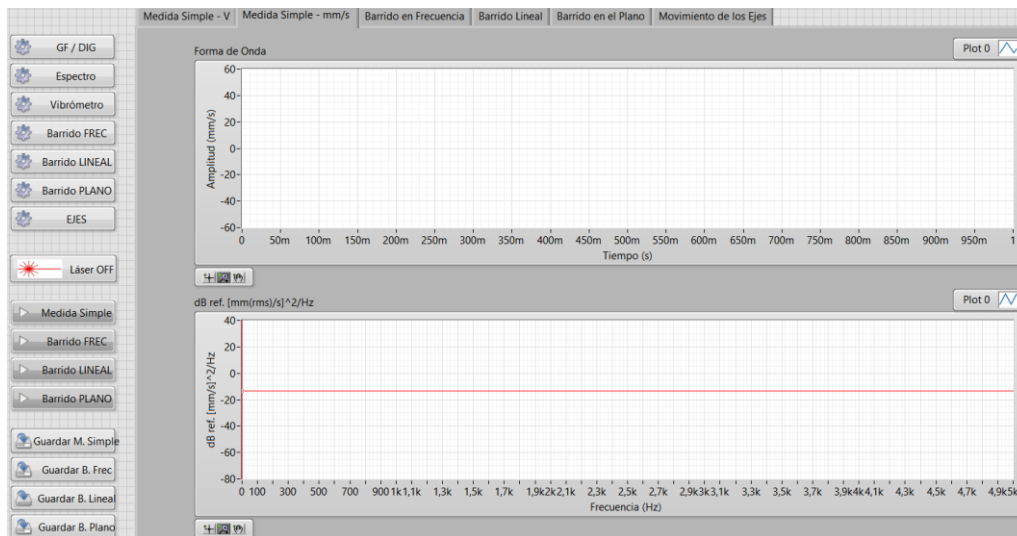 Medida Simple - V
Medida Simple - mm/s
Barrido en Frecuencia
Barrido Lineal
Barrido en el Plano
Movimiento de los Ejes
GF / DIG
Espectro
Vibrómetro
Barrido FREC
Barrido LINEAL
Barrido PLANO
EJES
Láser OFF
Medida Simple
Barrido FREC
Barrido LINEAL
Barrido PLANO
Guardar M. Simple
Guardar B. Frec
Guardar B. Lineal
Guardar B. Plano
Forma de Onda
Plot 0
Amplitud (mm/s)
60
40
20
0
-20
-40
-60
0 50m 100m 150m 200m 250m 300m 350m 400m 450m 500m 550m 600m 650m 700m 750m 800m 850m 900m 950m 1
Tiempo (s)
dB ref. [mm(rms)/s]^2/Hz
Plot 0
dB ref. [mm/s]^2/Hz
40
20
0
-20
-40
-60
-80
0 100 300 500 700 900 1k 1,1k 1,3k 1,5k 1,7k 1,9k 2k 2,1k 2,3k 2,5k 2,7k 2,9k 3k 3,1k 3,3k 3,5k 3,7k 3,9k 4k 4,1k 4,3k 4,5k 4,7k 4,9k 5k
Frecuencia (Hz)